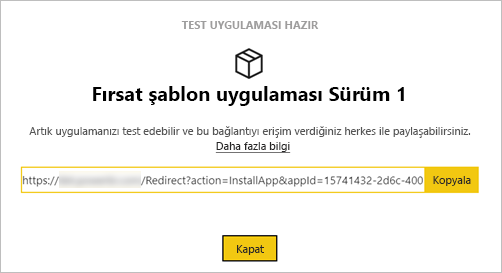 TEST UYGULAMASI HAZIR
Fırsat şablon uygulaması Sürüm 1
Artık uygulamanızı test edebilir ve bu bağlantıyı erişim verdiğiniz herkes ile paylaşabilirsiniz.
Daha fazla bilgi
https:// /Redirect?action=InstallApp&appId=15741432-2d6c-400 Kopyala
Kapat